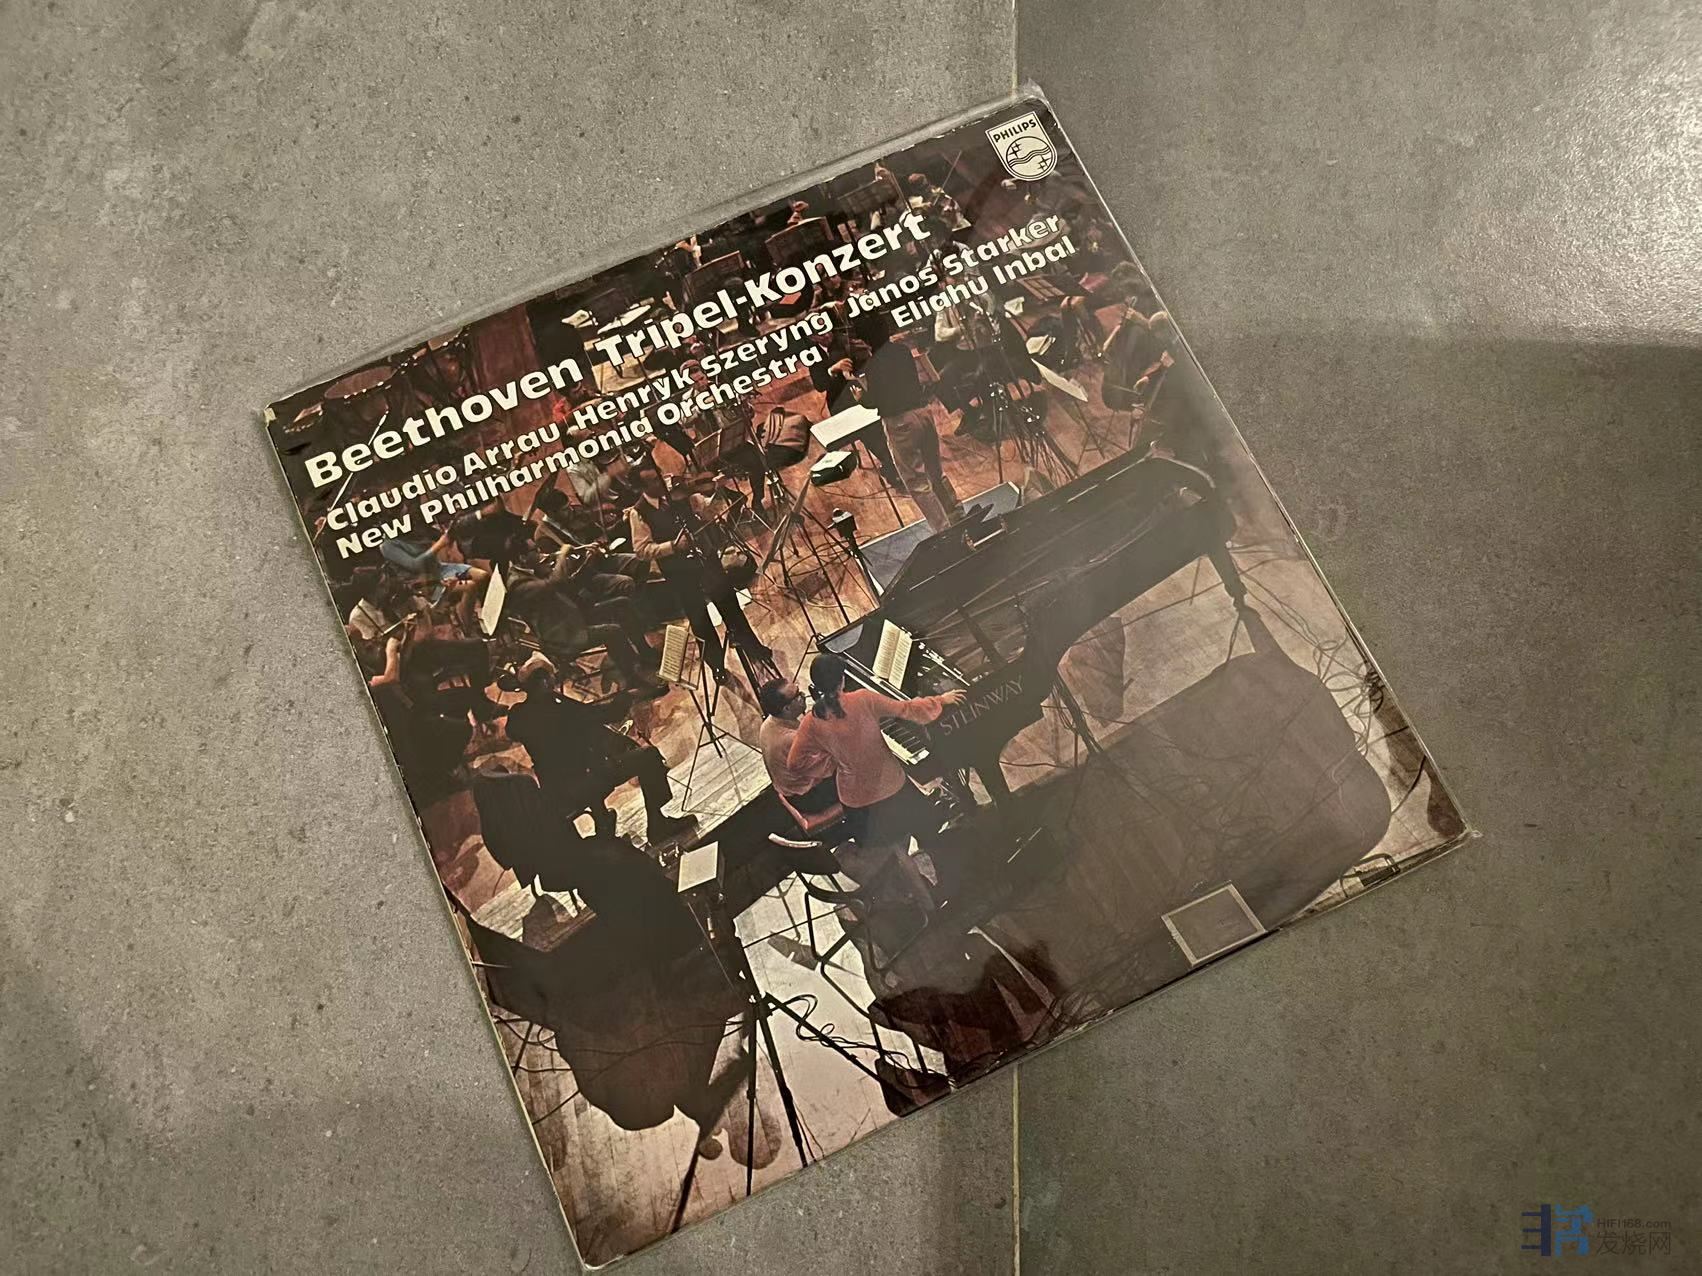 PHILIPS
Beethoven Tripel-Konzert
Claudio Arrau Henryk Szeryng János Starker
New Philharmonia Orchestra Eliahu Inbal
STEINWAY
HIFI168.com
发烧网